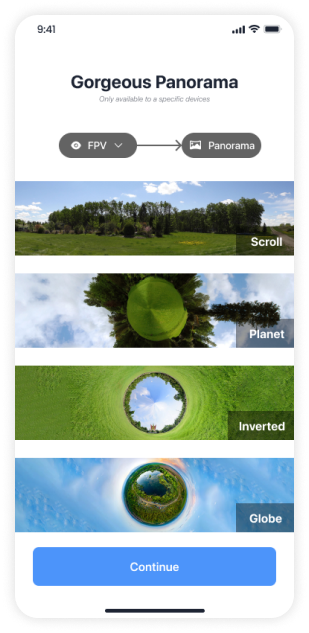 9:41
Gorgeous Panorama
Only available to a specific devices
FPV
Panorama
Scroll
Planet
Inverted
Globe
Continue